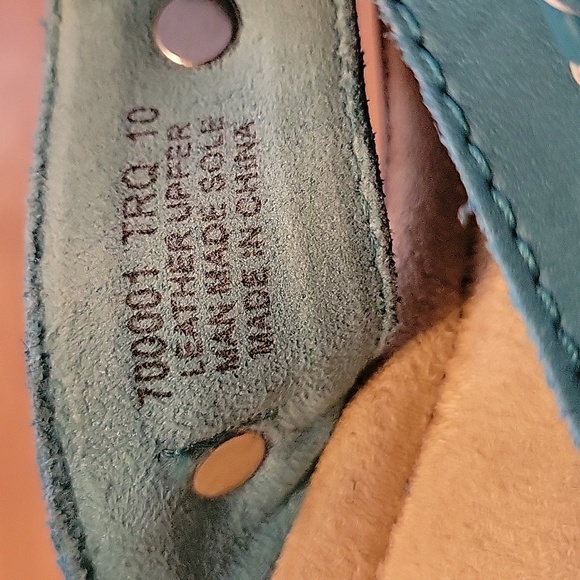 700001 TRQ 10
LEATHER UPPER
MAN MADE SOLE
MADE IN CHINA